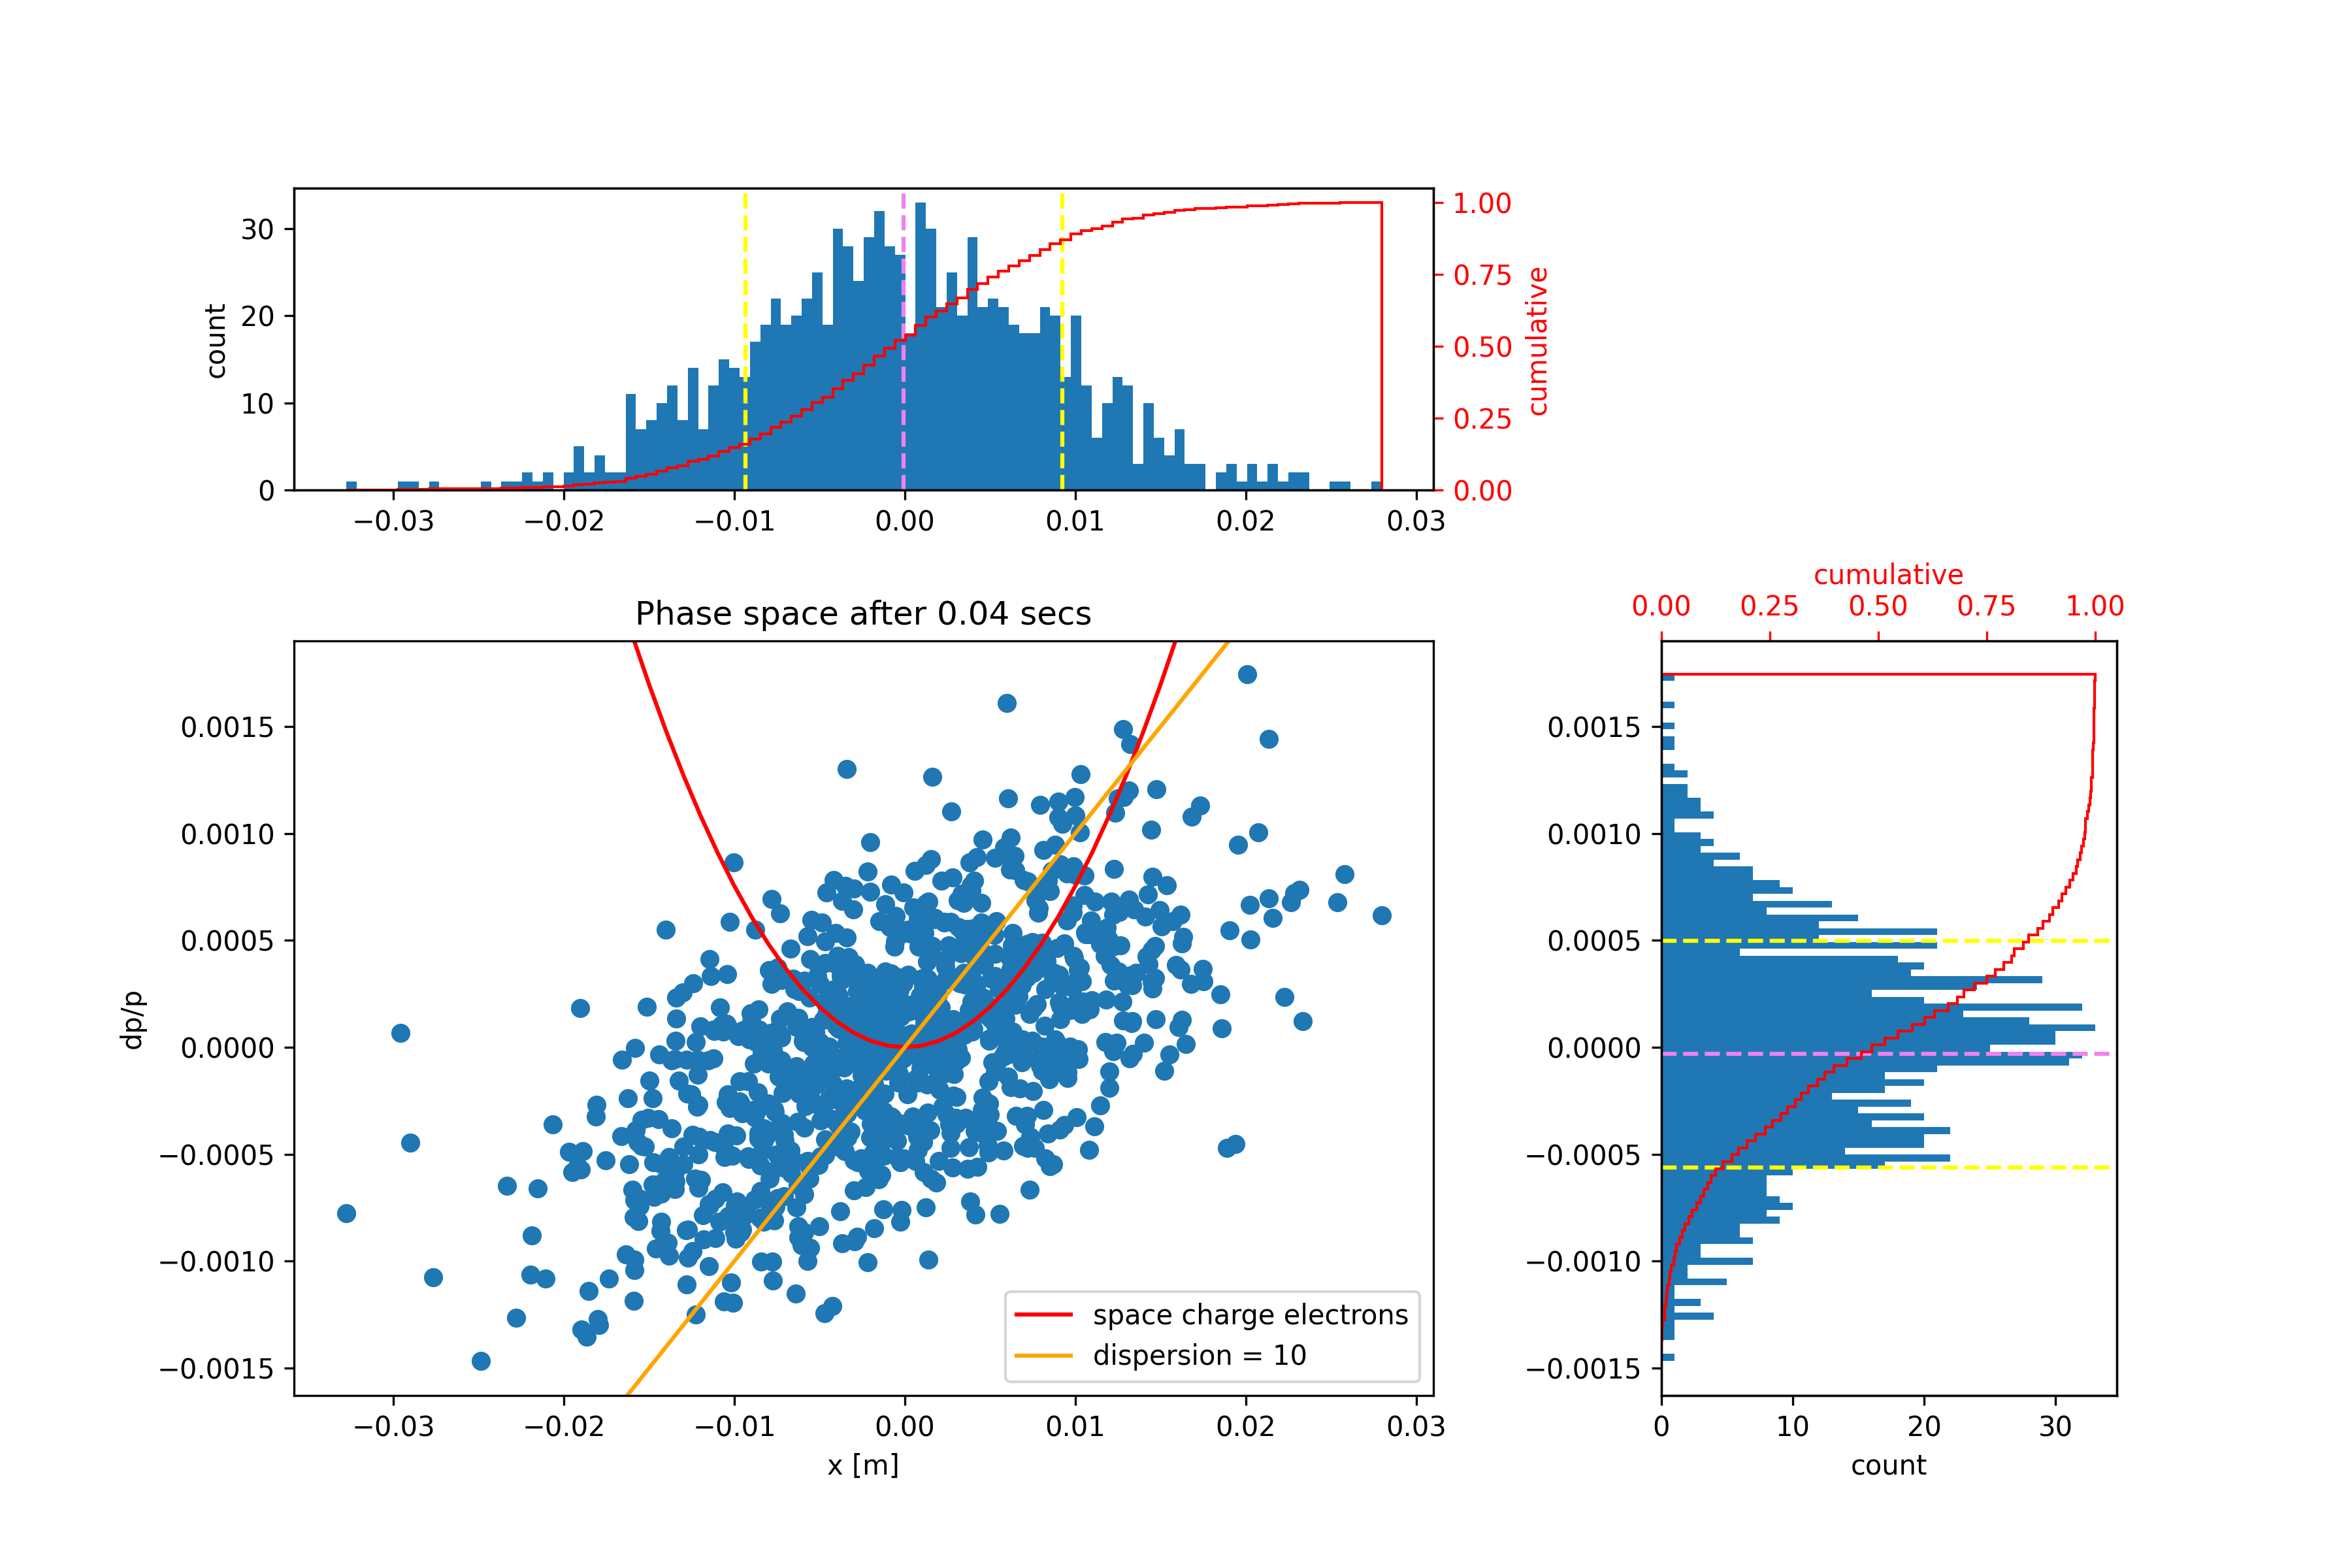 count
30
20
10
0
1.00
0.75
0.50
0.25
0.00
cumulative
−0.03 −0.02 −0.01 0.00 0.01 0.02 0.03
Phase space after 0.04 secs
dp/p
0.0015
0.0010
0.0005
0.0000
−0.0005
−0.0010
−0.0015
space charge electrons
dispersion = 10
−0.03 −0.02 −0.01 0.00 0.01 0.02 0.03
x [m]
cumulative
0.00 0.25 0.50 0.75 1.00
0.0015
0.0010
0.0005
0.0000
−0.0005
−0.0010
−0.0015
0 10 20 30
count